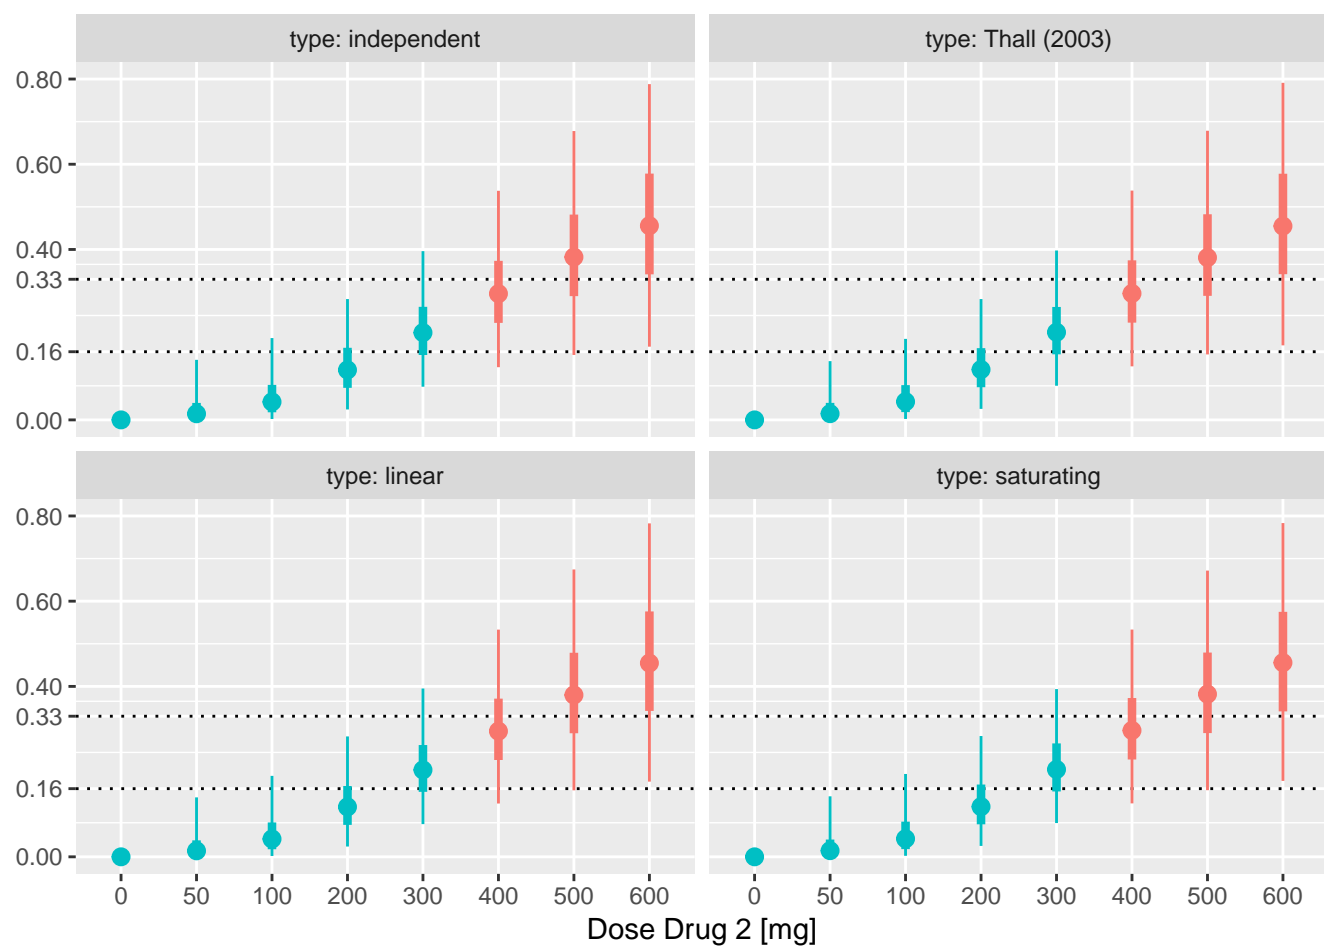 type: independent
type: Thall (2003)
0.80
0.60
0.40
0.33
0.16
0.00
type: linear
type: saturating
0.80
0.60
0.40
0.33
0.16
0.00
0 50 100 200 300 400 500 600
0 50 100 200 300 400 500 600
Dose Drug 2 [mg]